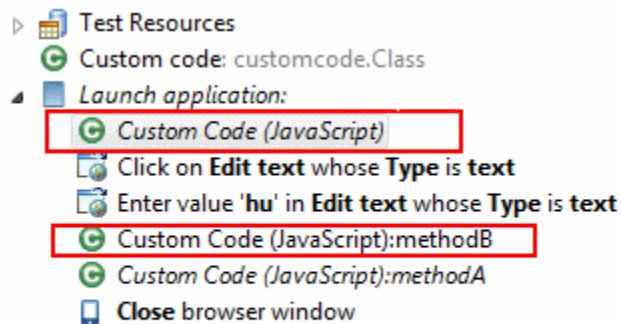 Test Resources
Custom code: customcode.Class
Launch application:
Custom Code (JavaScript)
Click on Edit text whose Type is text
Enter value 'hu' in Edit text whose Type is text
Custom Code (JavaScript):methodB
Custom Code (JavaScript):methodA
Close browser window